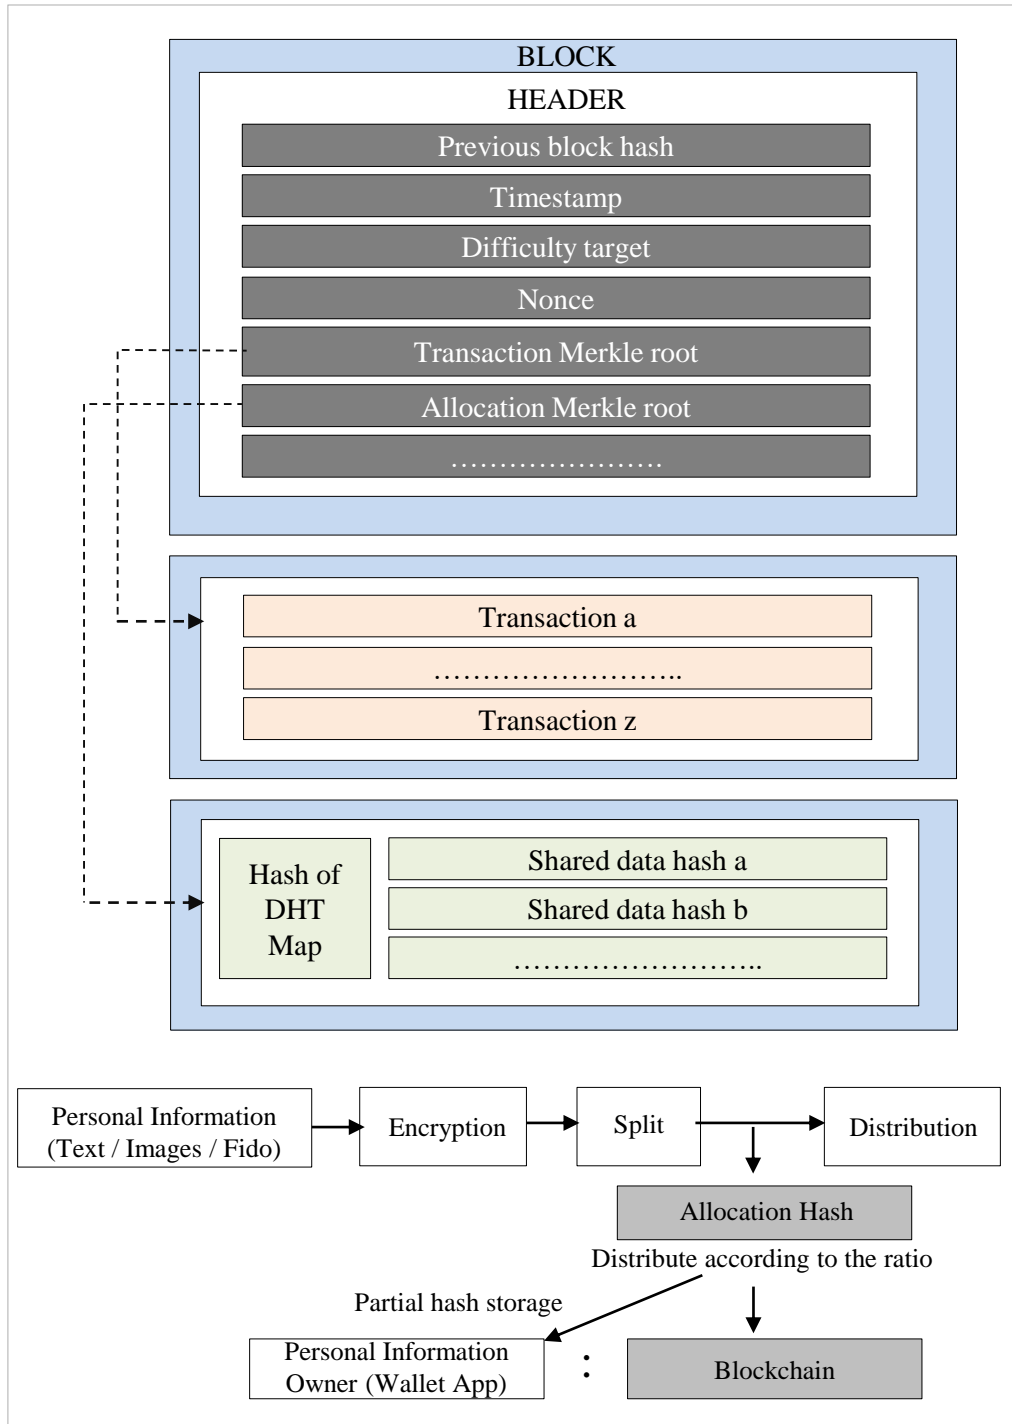 BLOCK
HEADER
Previous block hash
Timestamp
Difficulty target
Nonce
Transaction Merkle root
Allocation Merkle root
…………………
Transaction a
……………………..
Transaction z
Hash of
DHT
Map
Shared data hash a
Shared data hash b
……………………..
Personal Information
(Text / Images / Fido)
Encryption
Split
Distribution
Allocation Hash
Distribute according to the ratio
Partial hash storage
Personal Information
Owner (Wallet App)
:
Blockchain